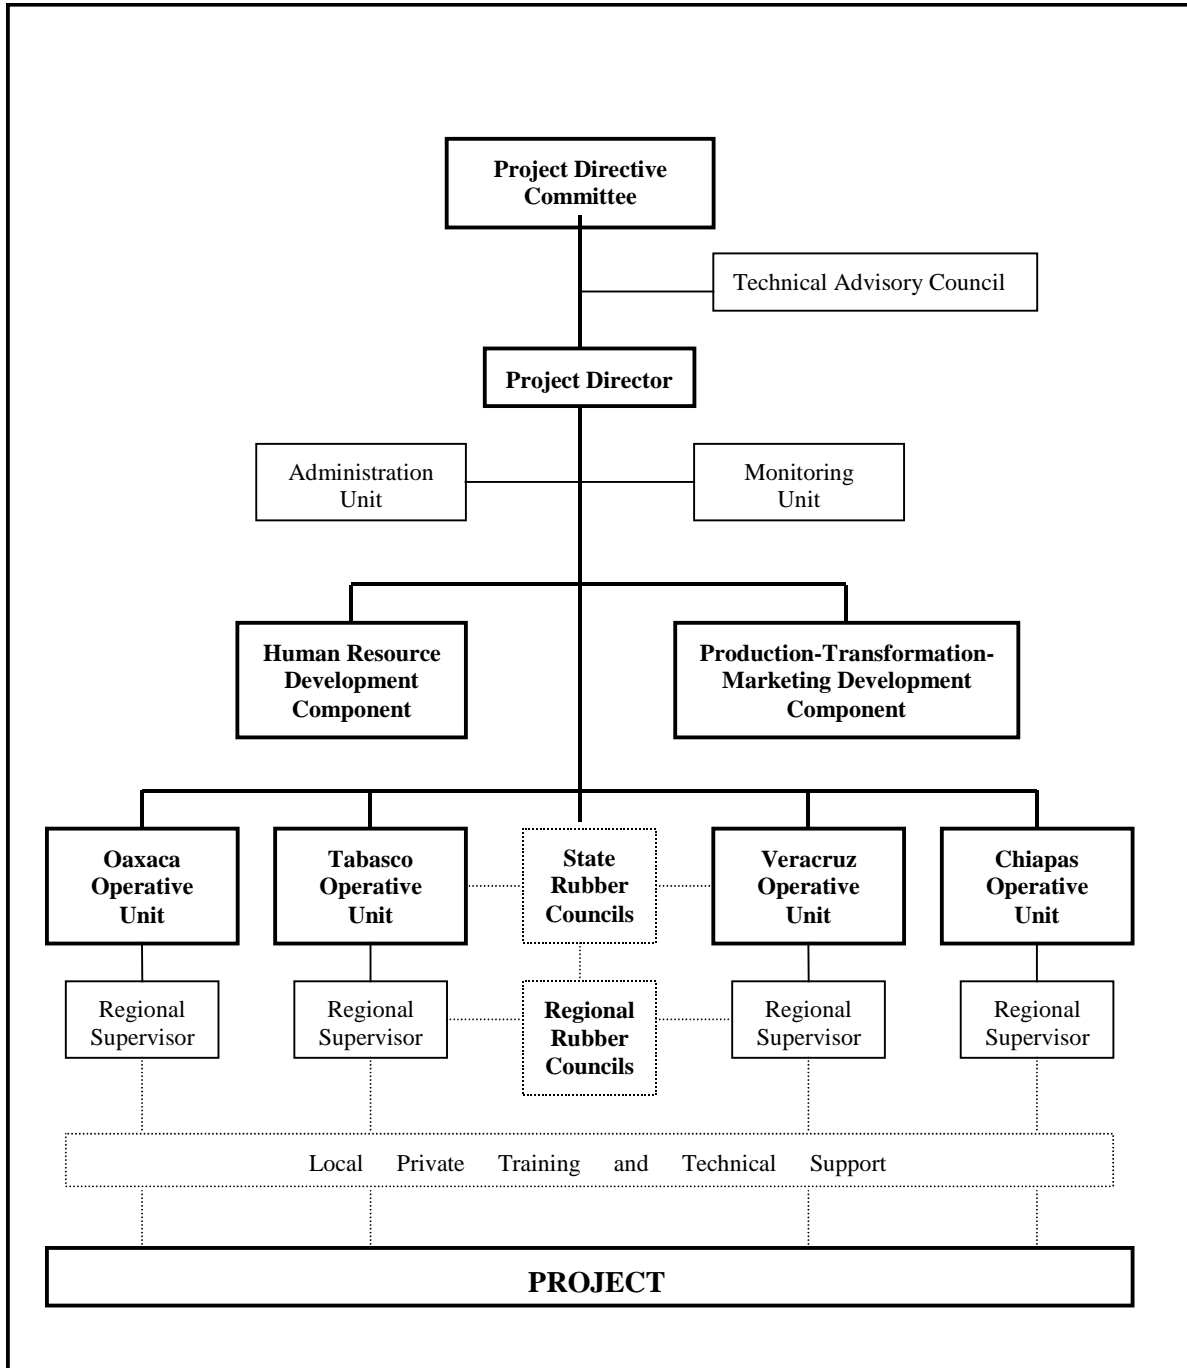 Project Directive
Committee
Technical Advisory Council
Project Director
Administration
Unit
Monitoring
Unit
Human Resource
Development
Component
Production-Transformation-
Marketing Development
Component
Oaxaca
Operative
Unit
Tabasco
Operative
Unit
State
Rubber
Councils
Veracruz
Operative
Unit
Chiapas
Operative
Unit
Regional
Supervisor
Regional
Supervisor
Regional
Rubber
Councils
Regional
Supervisor
Regional
Supervisor
Local Private Training and Technical Support
PROJECT